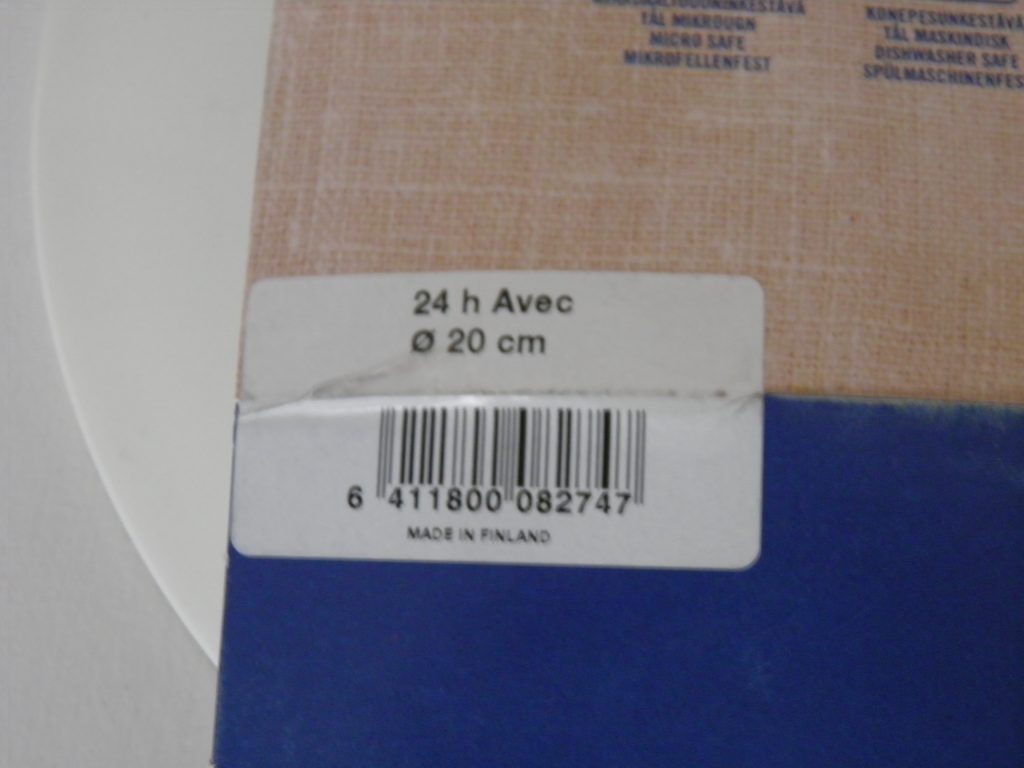 TÅL MIKROUGN
MICRO SAFE
MIKROFELLENFEST
KONEPESUNKESTÄVÄ
TÅL MASKINDISK
DISHWASHER SAFE
SPÜLMASCHINENFEST
24 h Avec
Ø 20 cm
6 411800 082747
MADE IN FINLAND